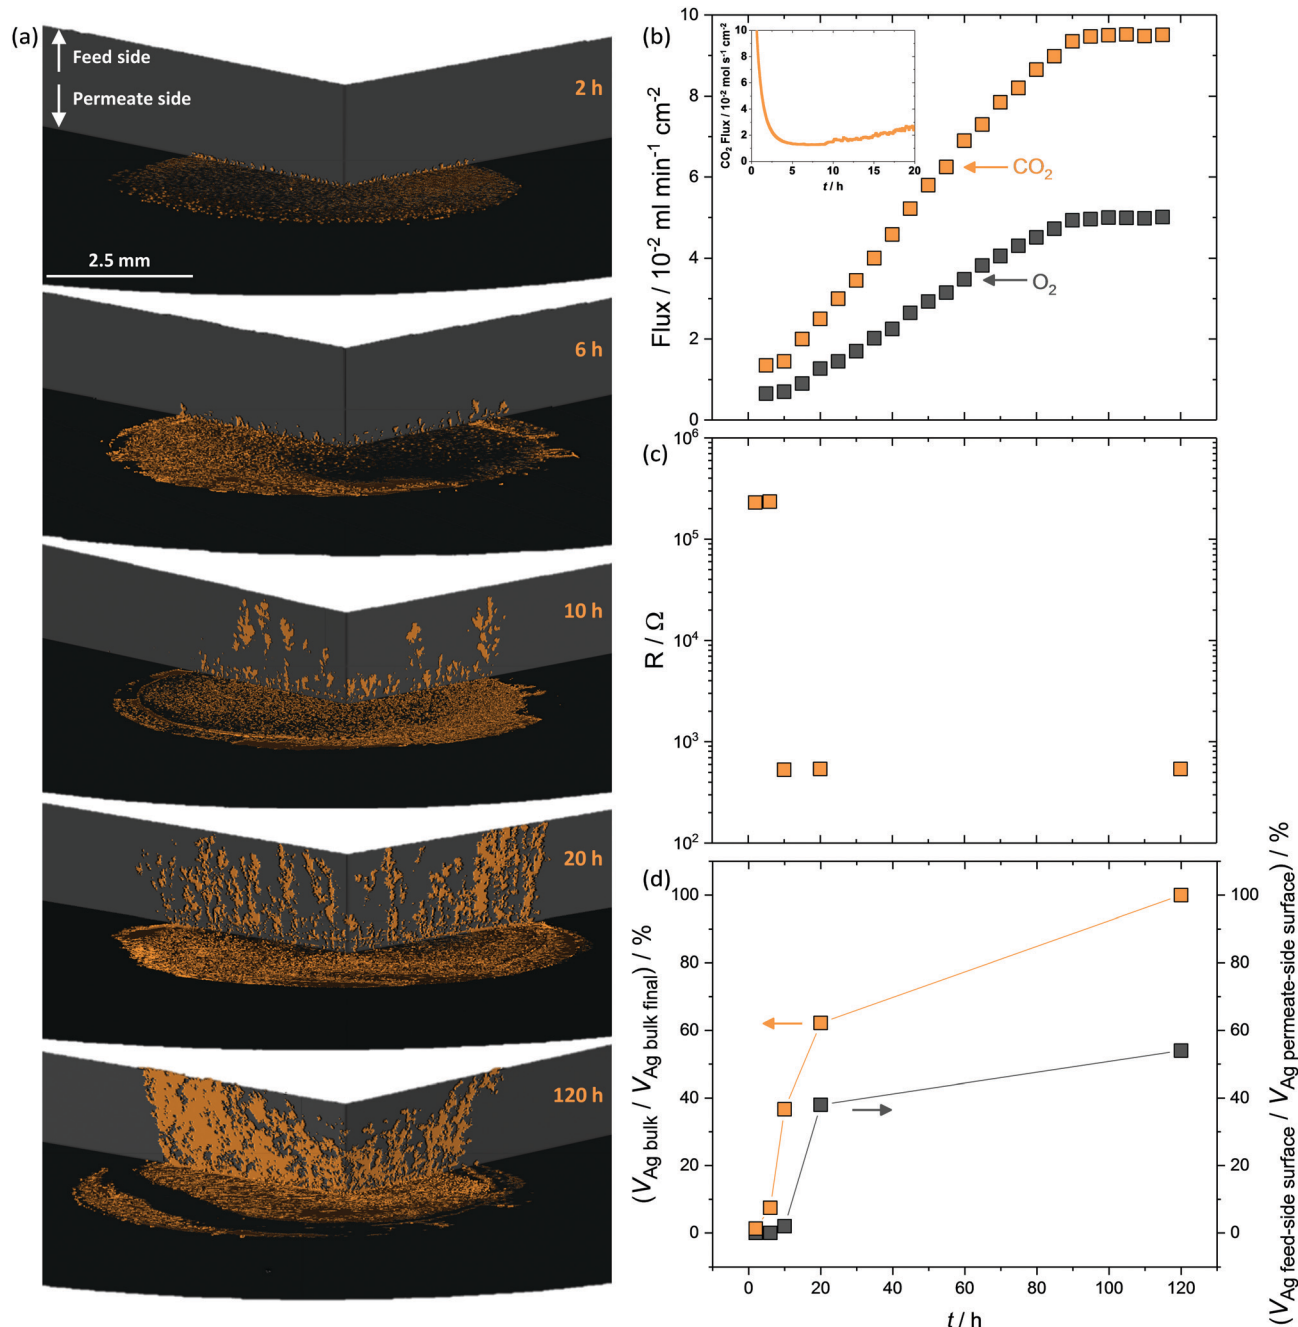 (a)
Feed side
Permeate side
2 h
2.5 mm
6 h
10 h
20 h
120 h
(b)
10
8
6
4
2
0
Flux / 10⁻² ml min⁻¹ cm⁻²
10
8
6
4
2
0
CO₂ Flux / 10⁻² mol s⁻¹ cm⁻²
0 5 10 15 20
t / h
CO₂
O₂
(c)
10⁶
10⁵
10⁴
10³
10²
R / Ω
(d)
100
80
60
40
20
0
(V Ag bulk / V Ag bulk final) / %
100
80
60
40
20
0
(V Ag feed-side surface / V Ag permeate-side surface) / %
0 20 40 60 80 100 120
t / h